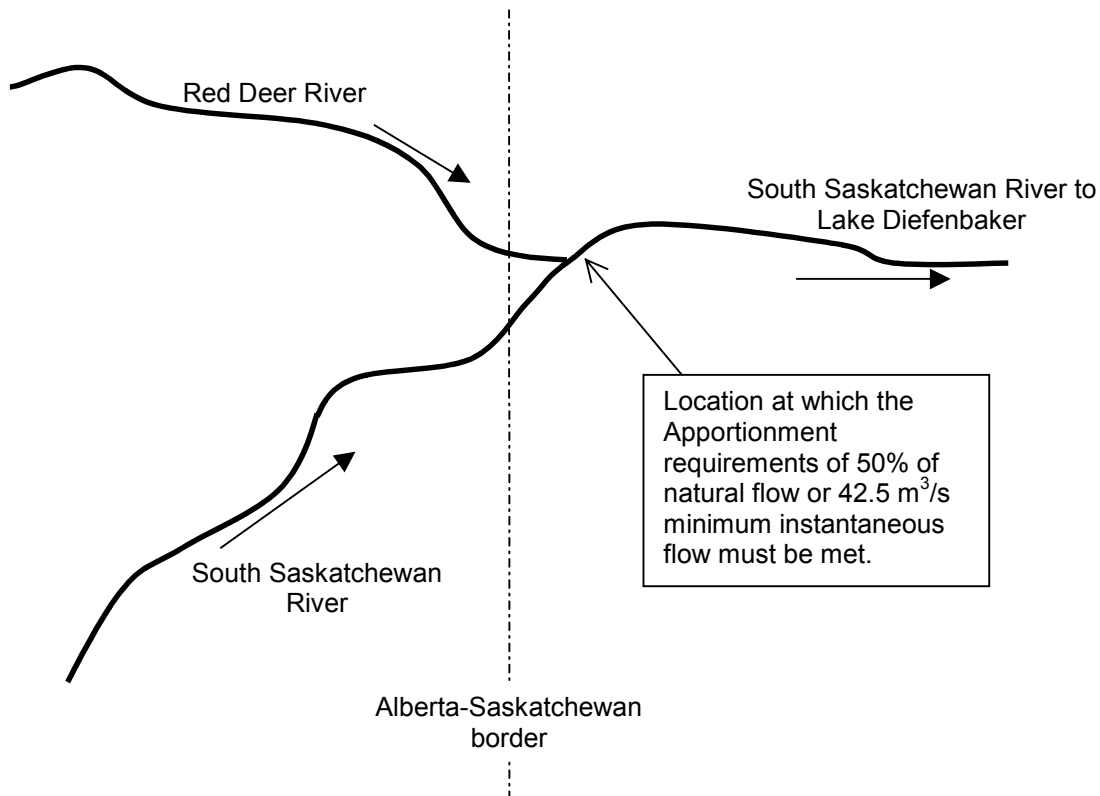 Red Deer River
South Saskatchewan River to
Lake Diefenbaker
Location at which the
Apportionment
requirements of 50% of
natural flow or 42.5 m³/s
minimum instantaneous
flow must be met.
South Saskatchewan
River
Alberta-Saskatchewan
border